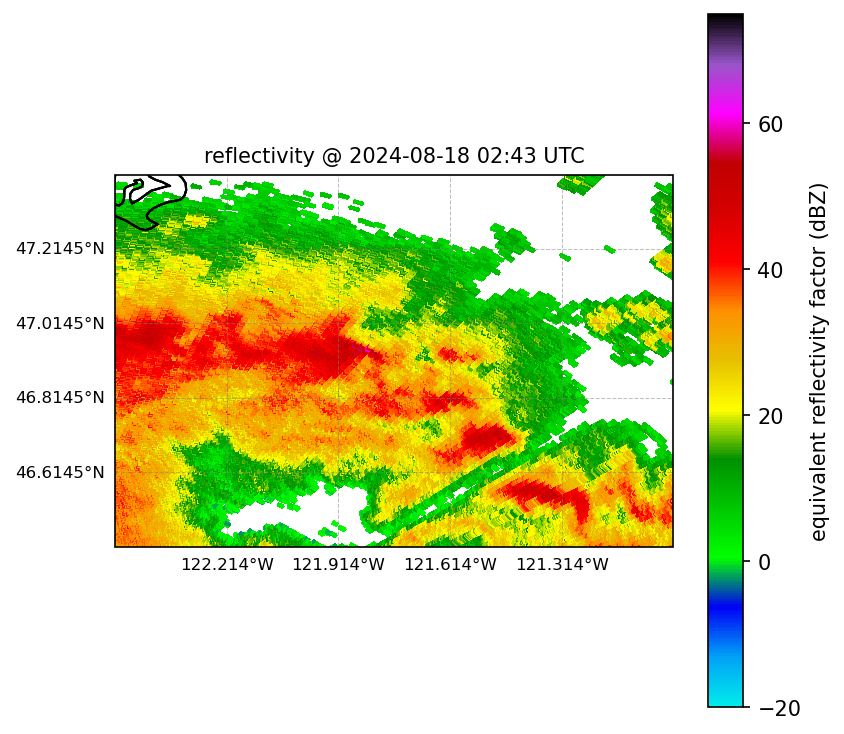 reflectivity @ 2024-08-18 02:43 UTC
47.2145°N
47.0145°N
46.8145°N
46.6145°N
122.214°W 121.914°W 121.614°W 121.314°W
60
40
20
0
−20
equivalent reflectivity factor (dBZ)